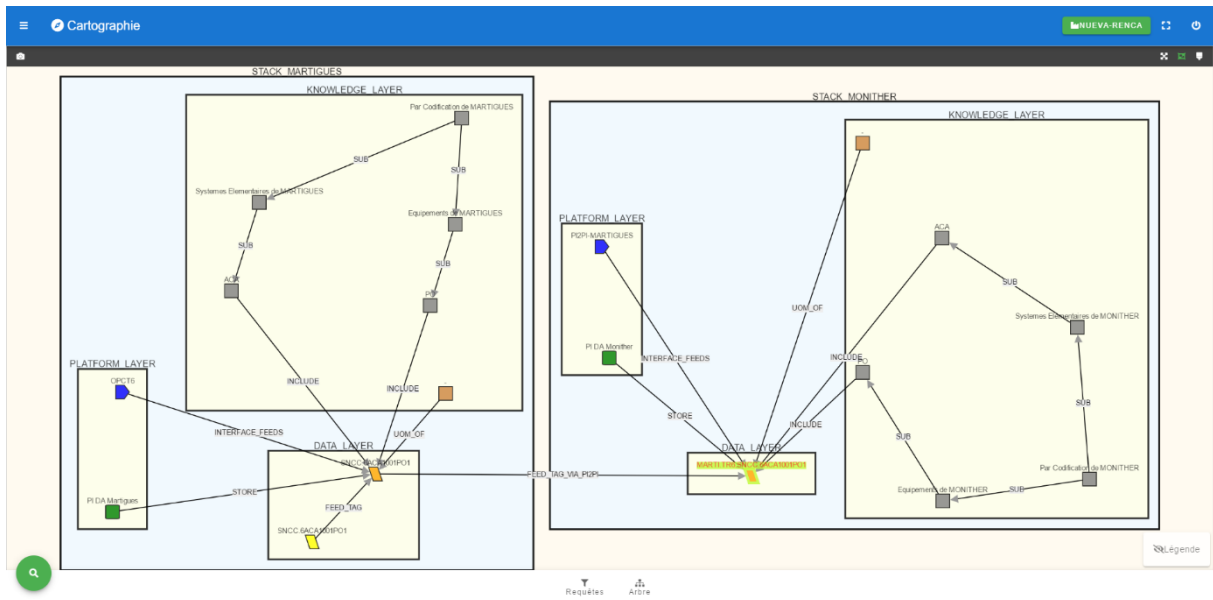 Cartographie
NUEVA-RENCA
STACK_MARTIGUES
KNOWLEDGE_LAYER
Par Codification de MARTIGUES
SUB
SUB
Systemes Elementaires de MARTIGUES
Equipements de MARTIGUES
SUB
SUB
ACA
PO
INCLUDE
INCLUDE
PLATFORM_LAYER
OPCT6
INTERFACE_FEEDS
UOM_OF
DATA_LAYER
STORE
PI DA Martigues
FEED_TAG
SNCC.6ACA1001PO1
FEED_TAG_VIA_PI2PI
STACK_MONITHER
KNOWLEDGE_LAYER
PLATFORM_LAYER
PI2PI-MARTIGUES
ACA
SUB
UOM_OF
Systemes Elementaires de MONITHER
PI DA Monither
INTERFACE_FEEDS
INCLUDE
PO
SUB
STORE
INCLUDE
SUB
DATA_LAYER
Par Codification de MONITHER
Equipements de MONITHER
SUB
Légende
Requêtes
Arbre